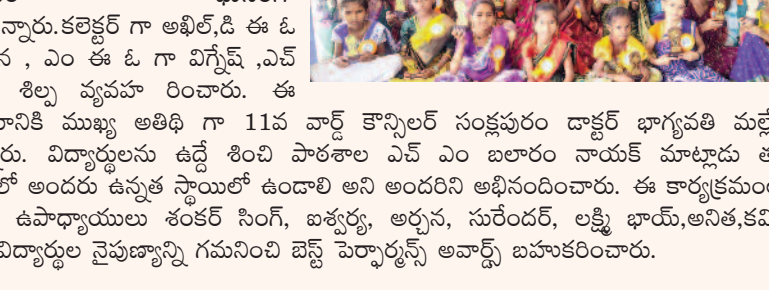 న్నారు.కలెక్టర్ గా అఖిల్,డి ఈ ఓ
న , ఎం ఈ ఓ గా విగ్నేష్ ,ఎచ్
శిల్ప వ్యవహ రించారు. ఈ
రానికి ముఖ్య అతిథి గా 11వ వార్డ్ కౌన్సిలర్ సంక్లపురం డాక్టర్ భాగ్యవతి మల్లే
రు. విద్యార్థులను ఉద్దే శించి పాఠశాల ఎచ్ ఎం బలారం నాయక్ మాట్లాడు త
లో అందరు ఉన్నత స్థాయిలో ఉండాలి అని అందరిని అభినందించారు. ఈ కార్యక్రమంల
ఉపాధ్యాయులు శంకర్ సింగ్, ఐశ్వర్య, అర్చన, సురేందర్, లక్ష్మి భాయ్,అనిత,కవి
విద్యార్థుల నైపుణ్యాన్ని గమనించి బెస్ట్ పెర్ఫార్మన్స్ అవార్డ్స్ బహుకరించారు.